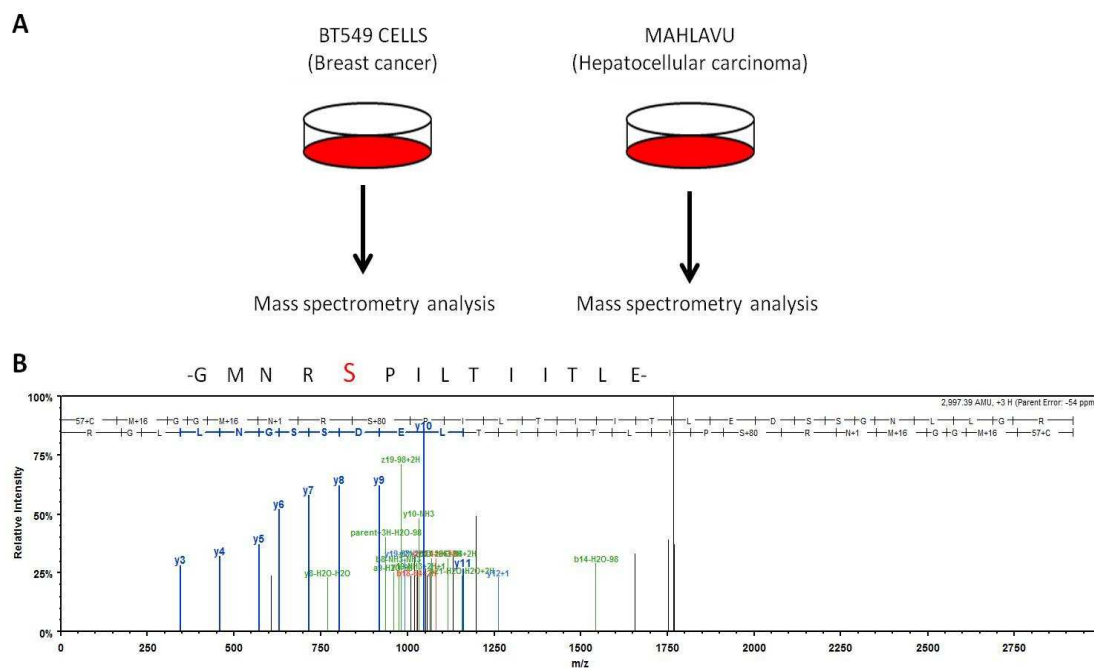 A
BT549 CELLS
(Breast cancer)
MAHLAVU
(Hepatocellular carcinoma)
Mass spectrometry analysis
Mass spectrometry analysis
B
-G M N R S P I L T I I T L E-
2,997.39 AMU, +3 H (Parent Error: -54 ppm
57+C M+16 G G M+16 N+1 R S+80 P I L T I I T L E D S S G N L L G R
R G L L N G S S D E L T I I T L I P S+80 R N+1 M+16 G G M+16 57+C
y10
z19-98+2H
y9
y8
y7
y6
y10-NH3
parent+3H-H2O-98
y5
y4
y3
y8-H2O-H2O
y11
y12+1
b14-H2O-98
Relative Intensity
100%
75%
50%
25%
0%
0 250 500 750 1000 1250 1500 1750 2000 2250 2500 2750
m/z